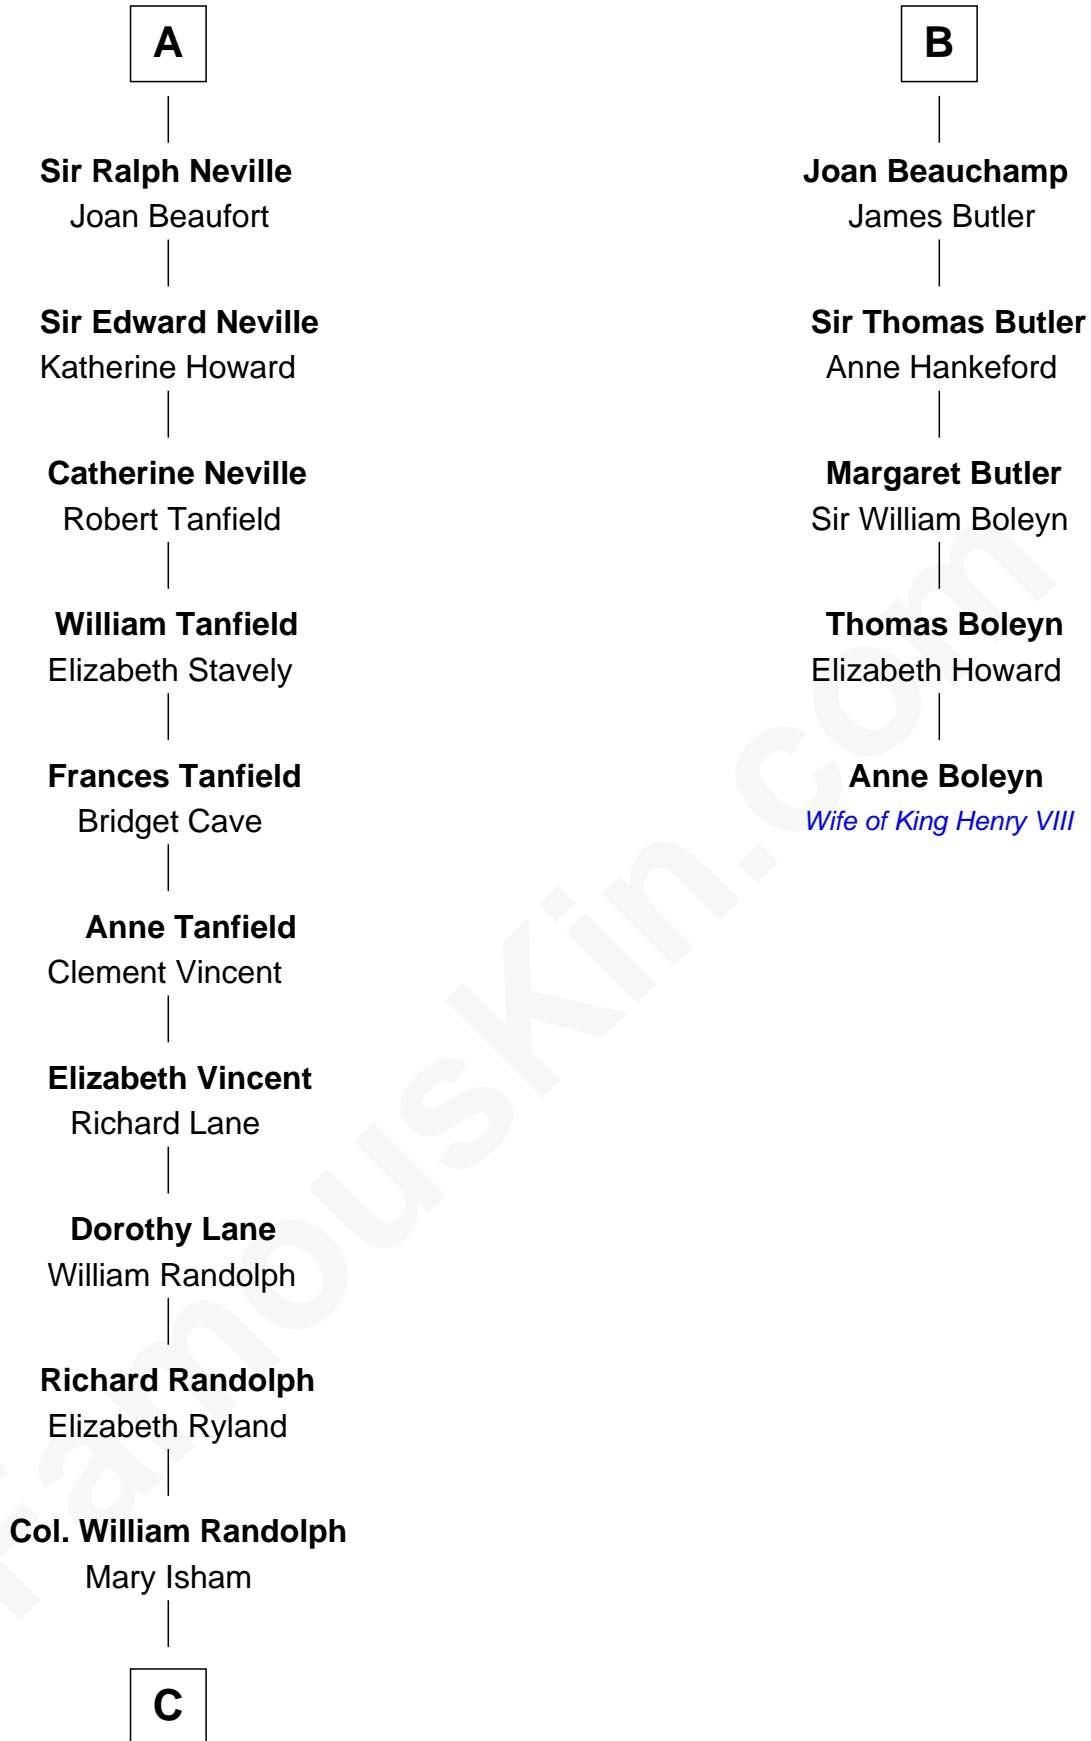 A
Sir Ralph Neville
Joan Beaufort
Sir Edward Neville
Katherine Howard
Catherine Neville
Robert Tanfield
William Tanfield
Elizabeth Stavely
Frances Tanfield
Bridget Cave
Anne Tanfield
Clement Vincent
Elizabeth Vincent
Richard Lane
Dorothy Lane
William Randolph
Richard Randolph
Elizabeth Ryland
Col. William Randolph
Mary Isham
C
B
Joan Beauchamp
James Butler
Sir Thomas Butler
Anne Hankeford
Margaret Butler
Sir William Boleyn
Thomas Boleyn
Elizabeth Howard
Anne Boleyn
Wife of King Henry VIII
FamousKin.com